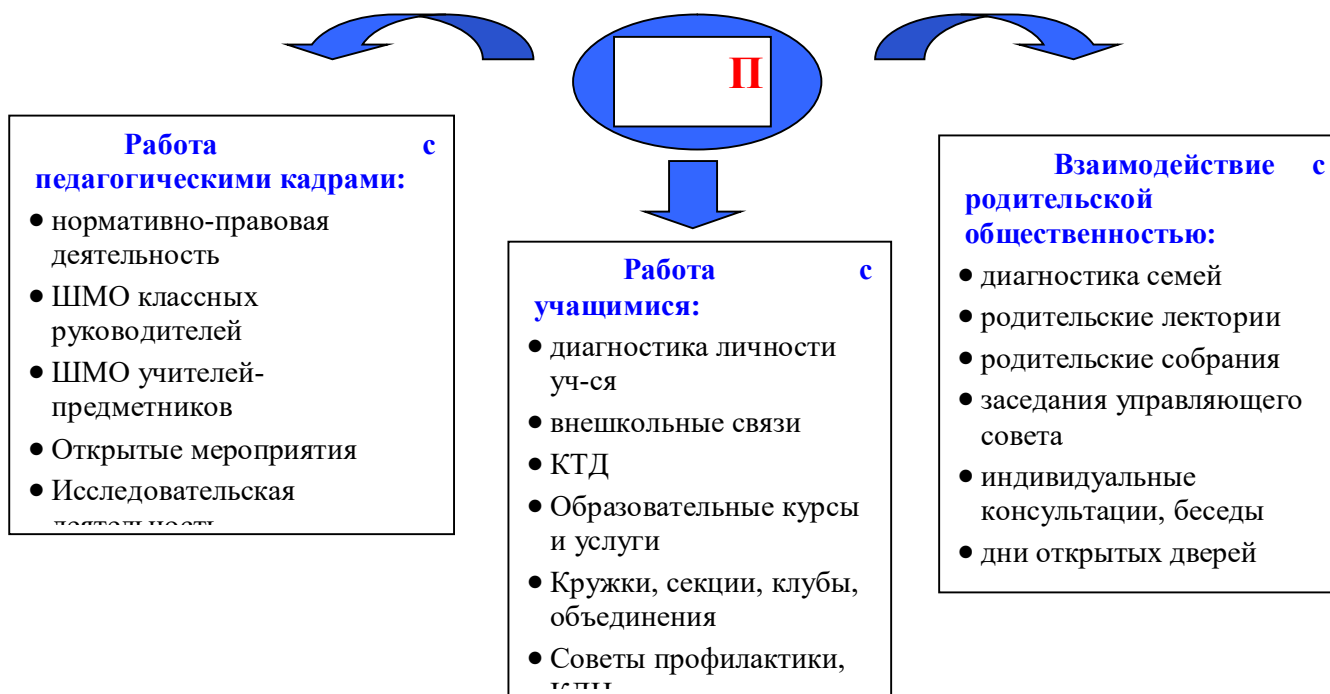 П
Работа с
педагогическими кадрами:
• нормативно-правовая
деятельность
• ШМО классных
руководителей
• ШМО учителей-
предметников
• Открытые мероприятия
• Исследовательская
деятельность
Работа с
учащимися:
• диагностика личности
уч-ся
• внешкольные связи
• КТД
• Образовательные курсы
и услуги
• Кружки, секции, клубы,
объединения
• Советы профилактики,
Взаимодействие с
родительской
общественностью:
• диагностика семей
• родительские лектории
• родительские собрания
• заседания управляющего
совета
• индивидуальные
консультации, беседы
• дни открытых дверей